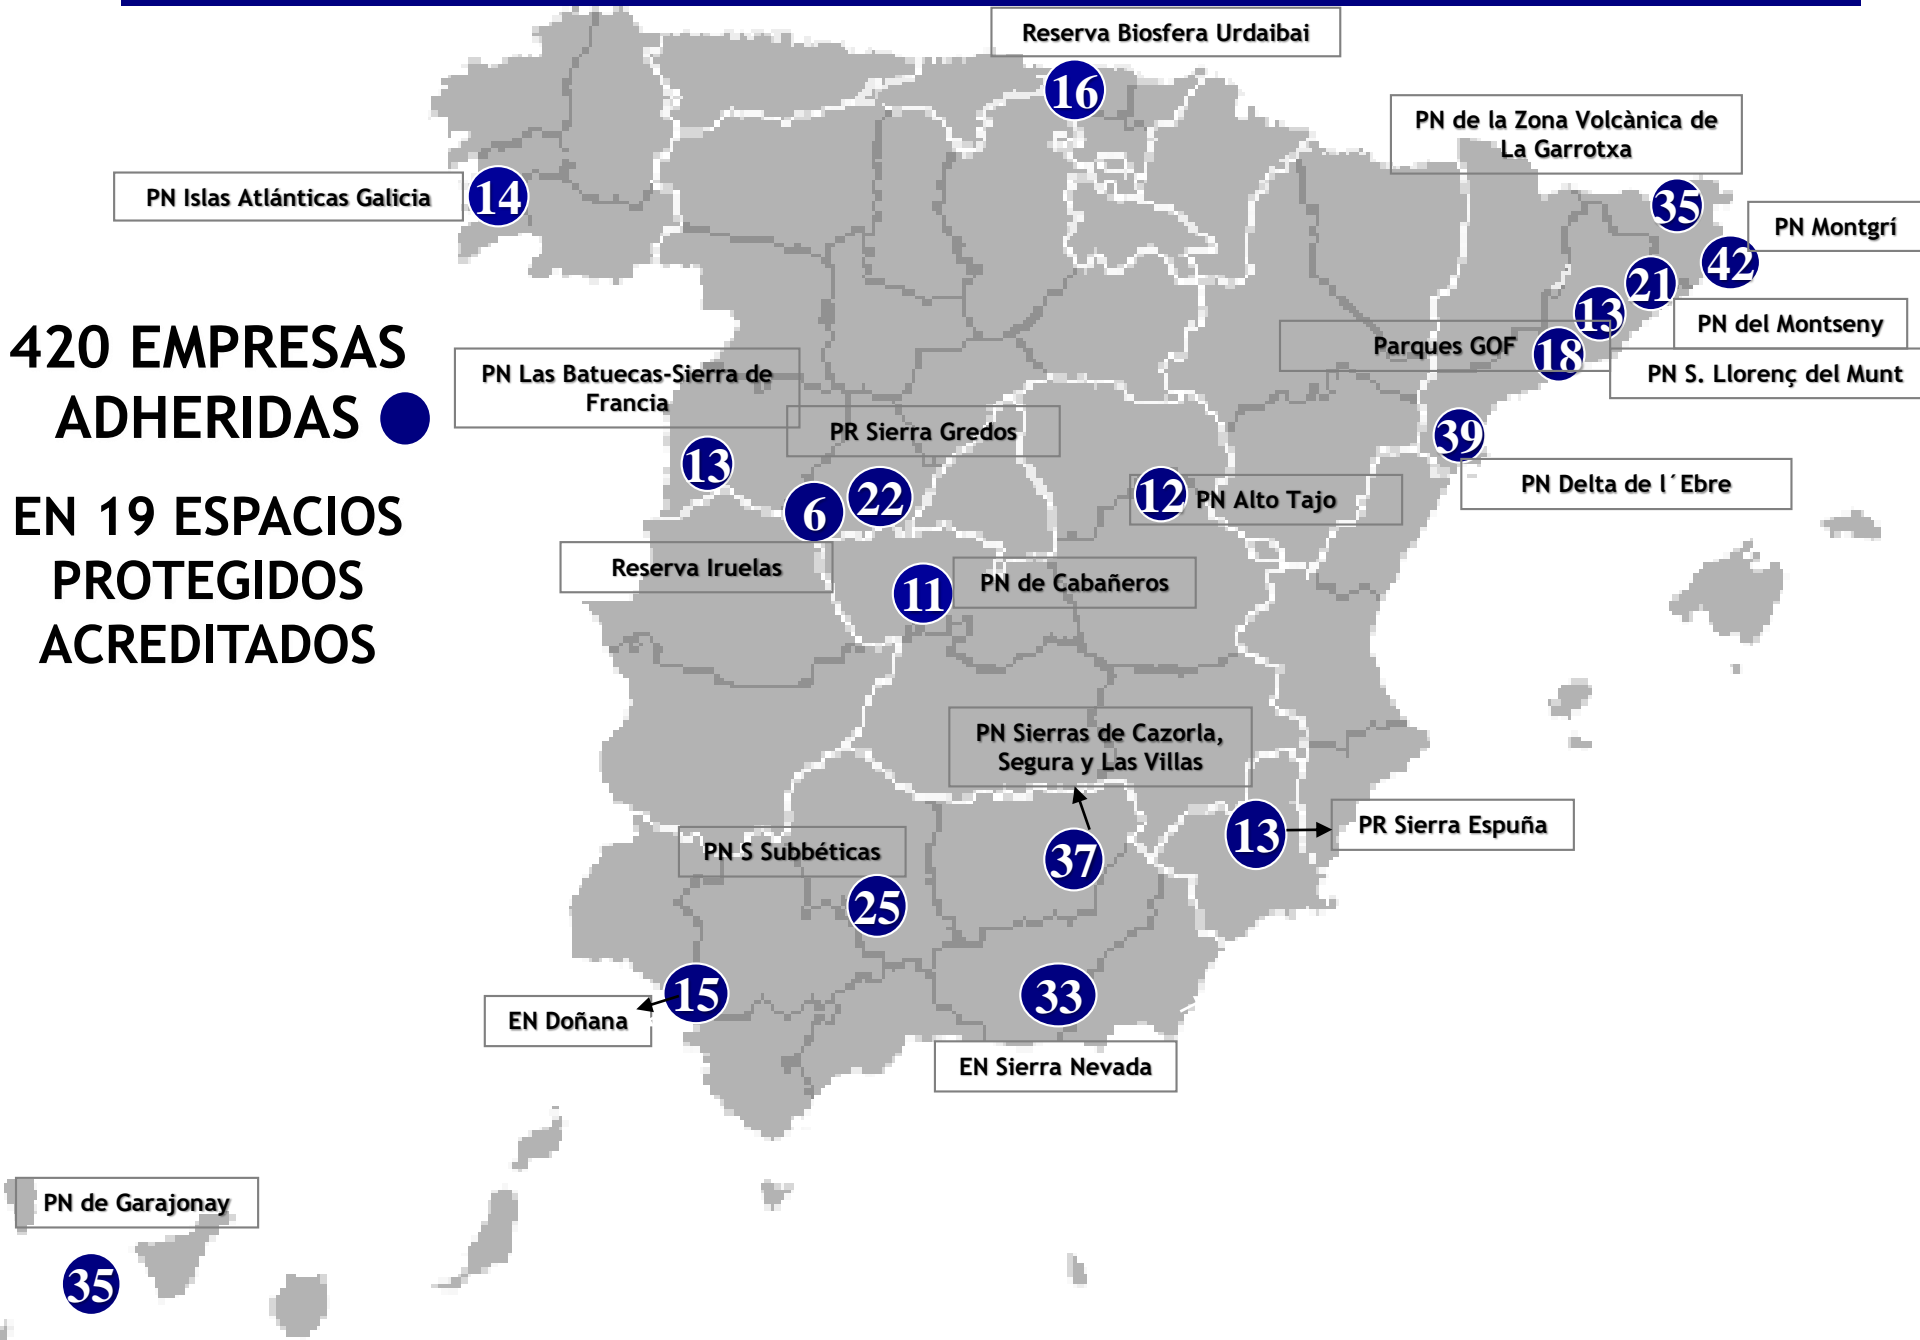 Reserva Biosfera Urdaibai
16
PN de la Zona Volcànica de
La Garrotxa
35
PN Islas Atlánticas Galicia
14
PN Montgrí
42
21
13
PN del Montseny
Parques GOF
18
PN S. Llorenç del Munt
420 EMPRESAS
ADHERIDAS
EN 19 ESPACIOS
PROTEGIDOS
ACREDITADOS
PN Las Batuecas-Sierra de
Francia
13
PR Sierra Gredos
22
6
Reserva Iruelas
39
PN Delta de l´Ebre
12
PN Alto Tajo
11
PN de Cabañeros
PN Sierras de Cazorla,
Segura y Las Villas
37
13
PR Sierra Espuña
PN S Subbéticas
25
15
EN Doñana
33
EN Sierra Nevada
PN de Garajonay
35